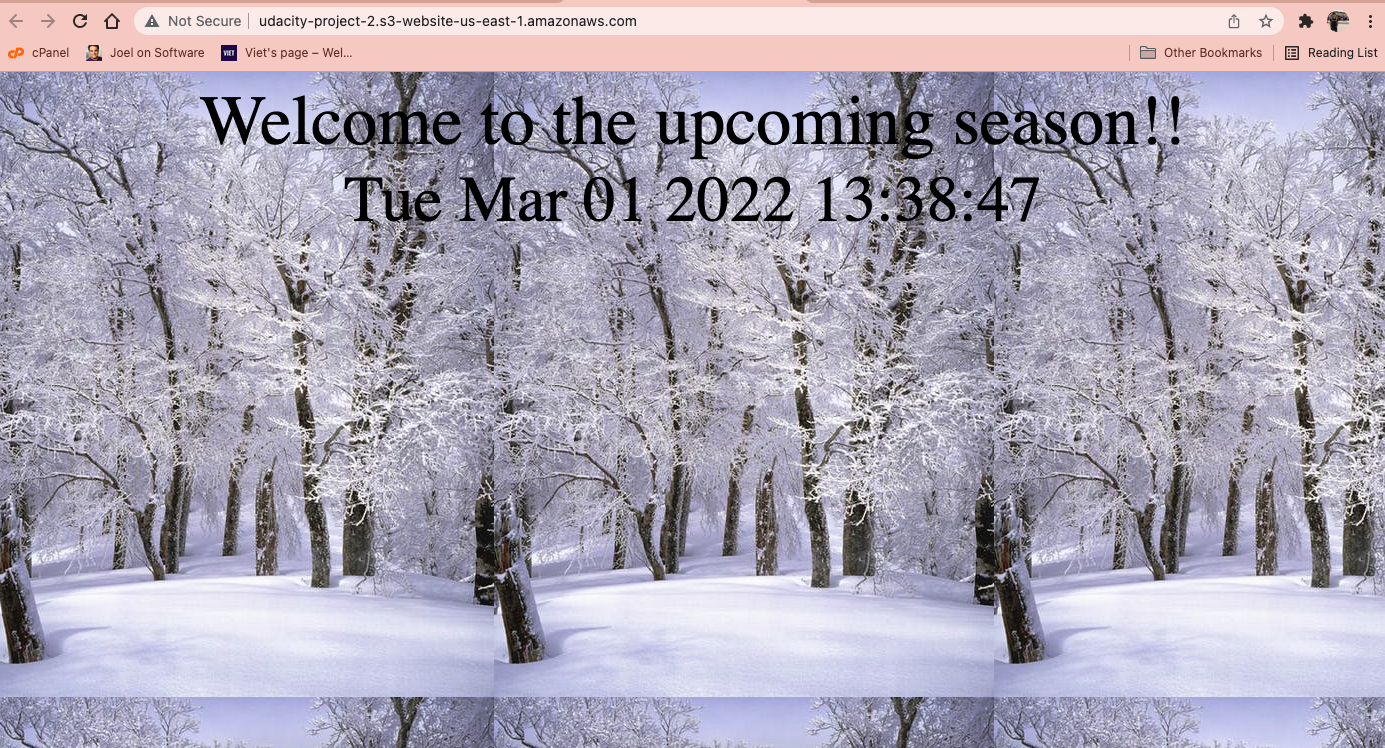 Not Secure udacity-project-2.s3-website-us-east-1.amazonaws.com
cP cPanel Joel on Software VIET Viet's page – Wel... Other Bookmarks Reading List
Welcome to the upcoming season!!
Tue Mar 01 2022 13:38:47